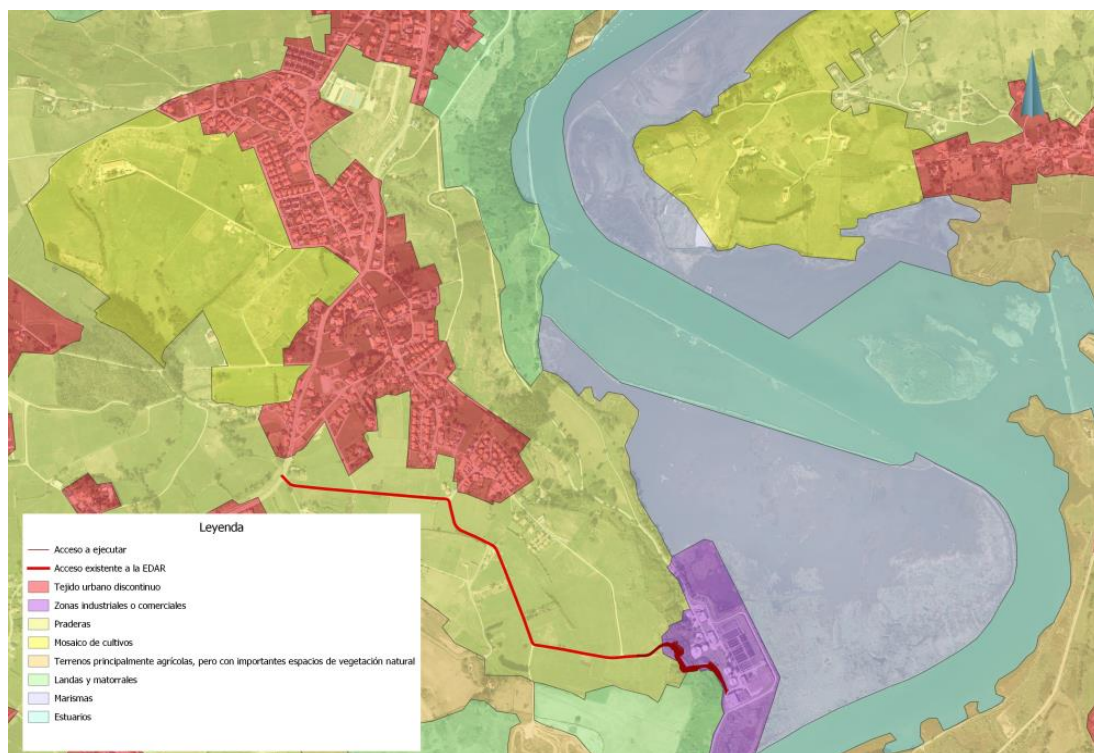 Leyenda
Acceso a ejecutar
Acceso existente a la EDAR
Tejido urbano discontinuo
Zonas industriales o comerciales
Praderas
Mosaico de cultivos
Terrenos principalmente agrícolas, pero con importantes espacios de vegetación natural
Landas y matorrales
Marismas
Estuarios